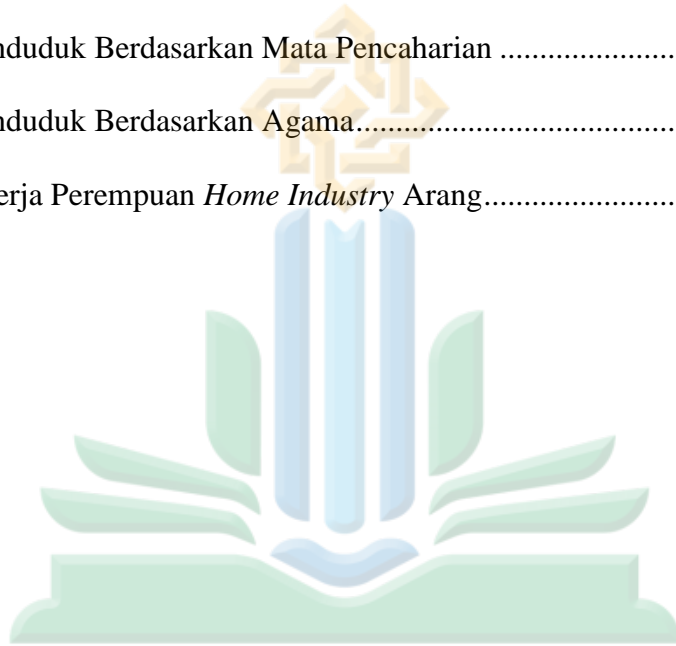 nduduk Berdasarkan Mata Pencaharian ......................
nduduk Berdasarkan Agama........................................
erja Perempuan Home Industry Arang........................